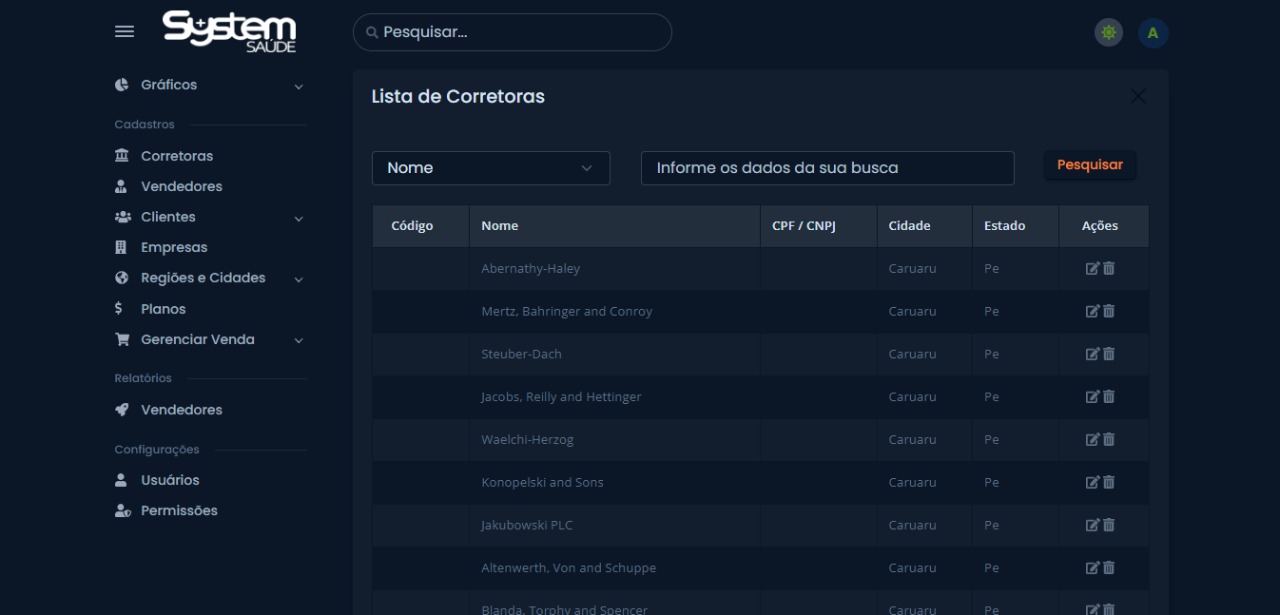 System
SAÚDE
Pesquisar...
A
Gráficos
Cadastros
Corretoras
Vendedores
Clientes
Empresas
Regiões e Cidades
Planos
Gerenciar Venda
Relatórios
Vendedores
Configurações
Usuários
Permissões
Lista de Corretoras
Nome
Informe os dados da sua busca
Pesquisar
Código Nome CPF / CNPJ Cidade Estado Ações
Abernathy-Haley Caruaru Pe
Mertz, Bahringer and Conroy Caruaru Pe
Steuber-Dach Caruaru Pe
Jacobs, Reilly and Hettinger Caruaru Pe
Waelchi-Herzog Caruaru Pe
Konopelski and Sons Caruaru Pe
Jakubowski PLC Caruaru Pe
Altenwerth, Von and Schuppe Caruaru Pe
Blanda, Torphy and Spencer Caruaru Pe